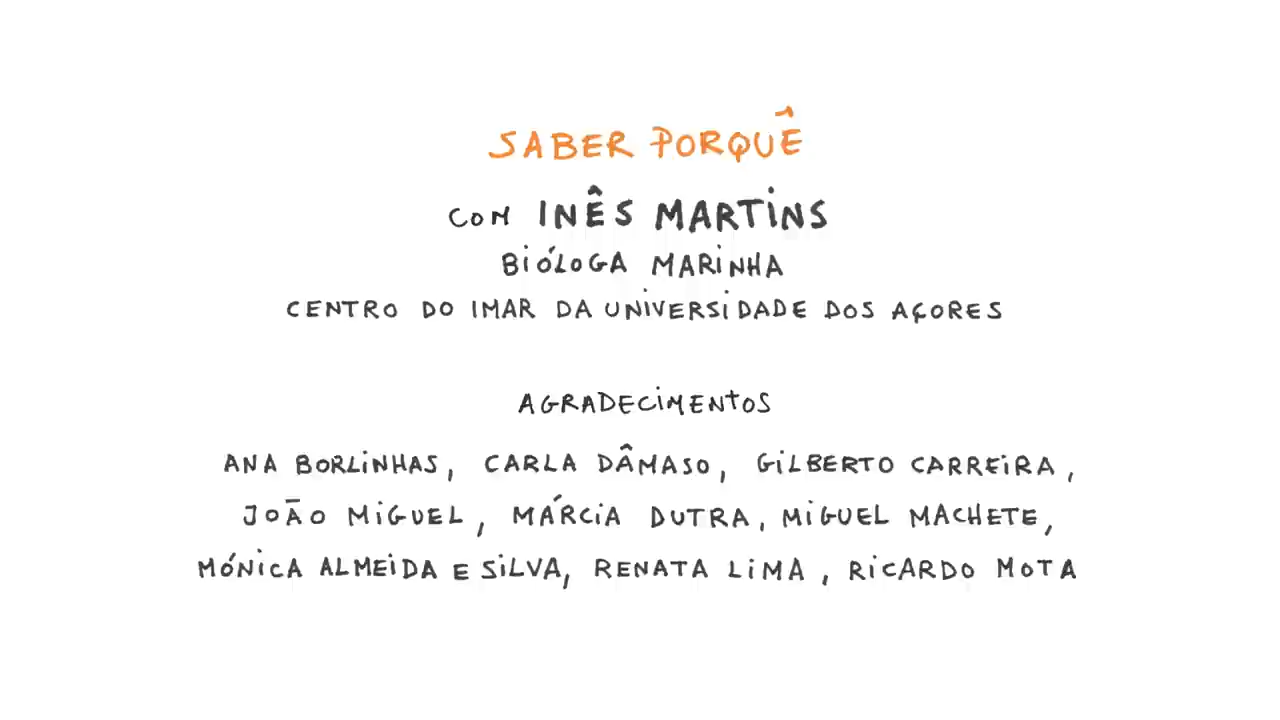 SABER PORQUÊ
COM INÊS MARTINS
BIÓLOGA MARINHA
CENTRO DO IMAR DA UNIVERSIDADE DOS AÇORES
AGRADECIMENTOS
ANA BORLINHAS, CARLA DÂMASO, GILBERTO CARREIRA,
JOÃO MIGUEL, MÁRCIA DUTRA, MIGUEL MACHETE,
MÓNICA ALMEIDA E SILVA, RENATA LIMA, RICARDO MOTA